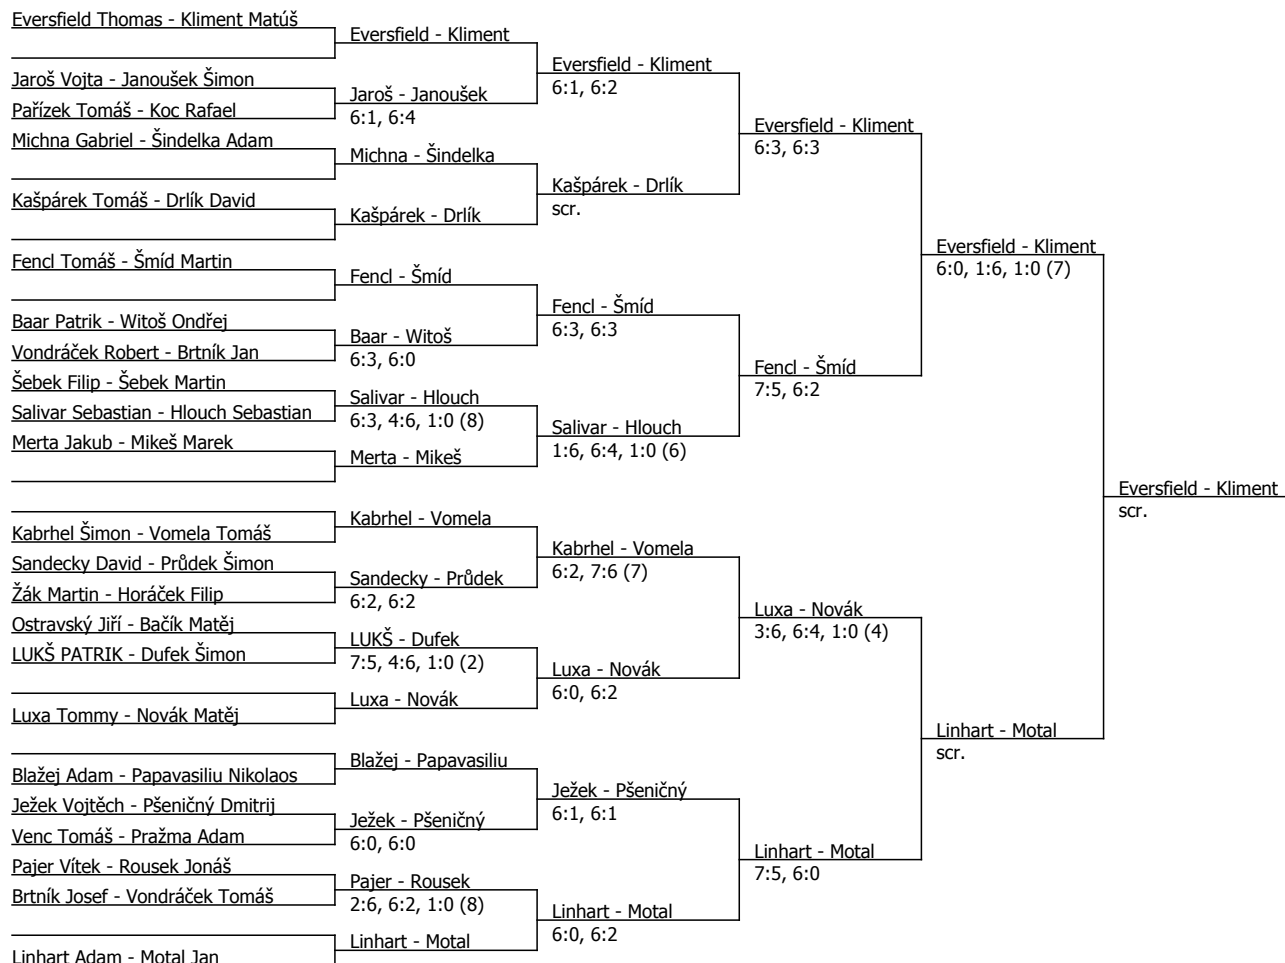 Eversfield Thomas - Kliment Matúš
Jaroš Vojta - Janoušek Šimon
Pařízek Tomáš - Koc Rafael
Michna Gabriel - Šindelka Adam
Kašpárek Tomáš - Drlík David
Fencl Tomáš - Šmíd Martin
Baar Patrik - Witoš Ondřej
Vondráček Robert - Brtník Jan
Šebek Filip - Šebek Martin
Salivar Sebastian - Hlouch Sebastian
Merta Jakub - Mikeš Marek
Kabrhel Šimon - Vomela Tomáš
Sandecky David - Průdek Šimon
Žák Martin - Horáček Filip
Ostravský Jiří - Bačík Matěj
LUKŠ PATRIK - Dufek Šimon
Luxa Tommy - Novák Matěj
Blažej Adam - Papavasiliu Nikolaos
Ježek Vojtěch - Pšeničný Dmitrij
Venc Tomáš - Pražma Adam
Pajer Vítek - Rousek Jonáš
Brtník Josef - Vondráček Tomáš
Linhart Adam - Motal Jan
Eversfield - Kliment
Jaroš - Janoušek
6:1, 6:4
Michna - Šindelka
Kašpárek - Drlík
Fencl - Šmíd
Baar - Witoš
6:3, 6:0
Salivar - Hlouch
6:3, 4:6, 1:0 (8)
Merta - Mikeš
Kabrhel - Vomela
Sandecky - Průdek
6:2, 6:2
LUKŠ - Dufek
7:5, 4:6, 1:0 (2)
Luxa - Novák
Blažej - Papavasiliu
Ježek - Pšeničný
6:0, 6:0
Pajer - Rousek
2:6, 6:2, 1:0 (8)
Linhart - Motal
Eversfield - Kliment
6:1, 6:2
Kašpárek - Drlík
scr.
Fencl - Šmíd
6:3, 6:3
Salivar - Hlouch
1:6, 6:4, 1:0 (6)
Kabrhel - Vomela
6:2, 7:6 (7)
Luxa - Novák
6:0, 6:2
Ježek - Pšeničný
6:1, 6:1
Linhart - Motal
6:0, 6:2
Eversfield - Kliment
6:3, 6:3
Fencl - Šmíd
7:5, 6:2
Luxa - Novák
3:6, 6:4, 1:0 (4)
Linhart - Motal
7:5, 6:0
Eversfield - Kliment
6:0, 1:6, 1:0 (7)
Linhart - Motal
scr.
Eversfield - Kliment
scr.